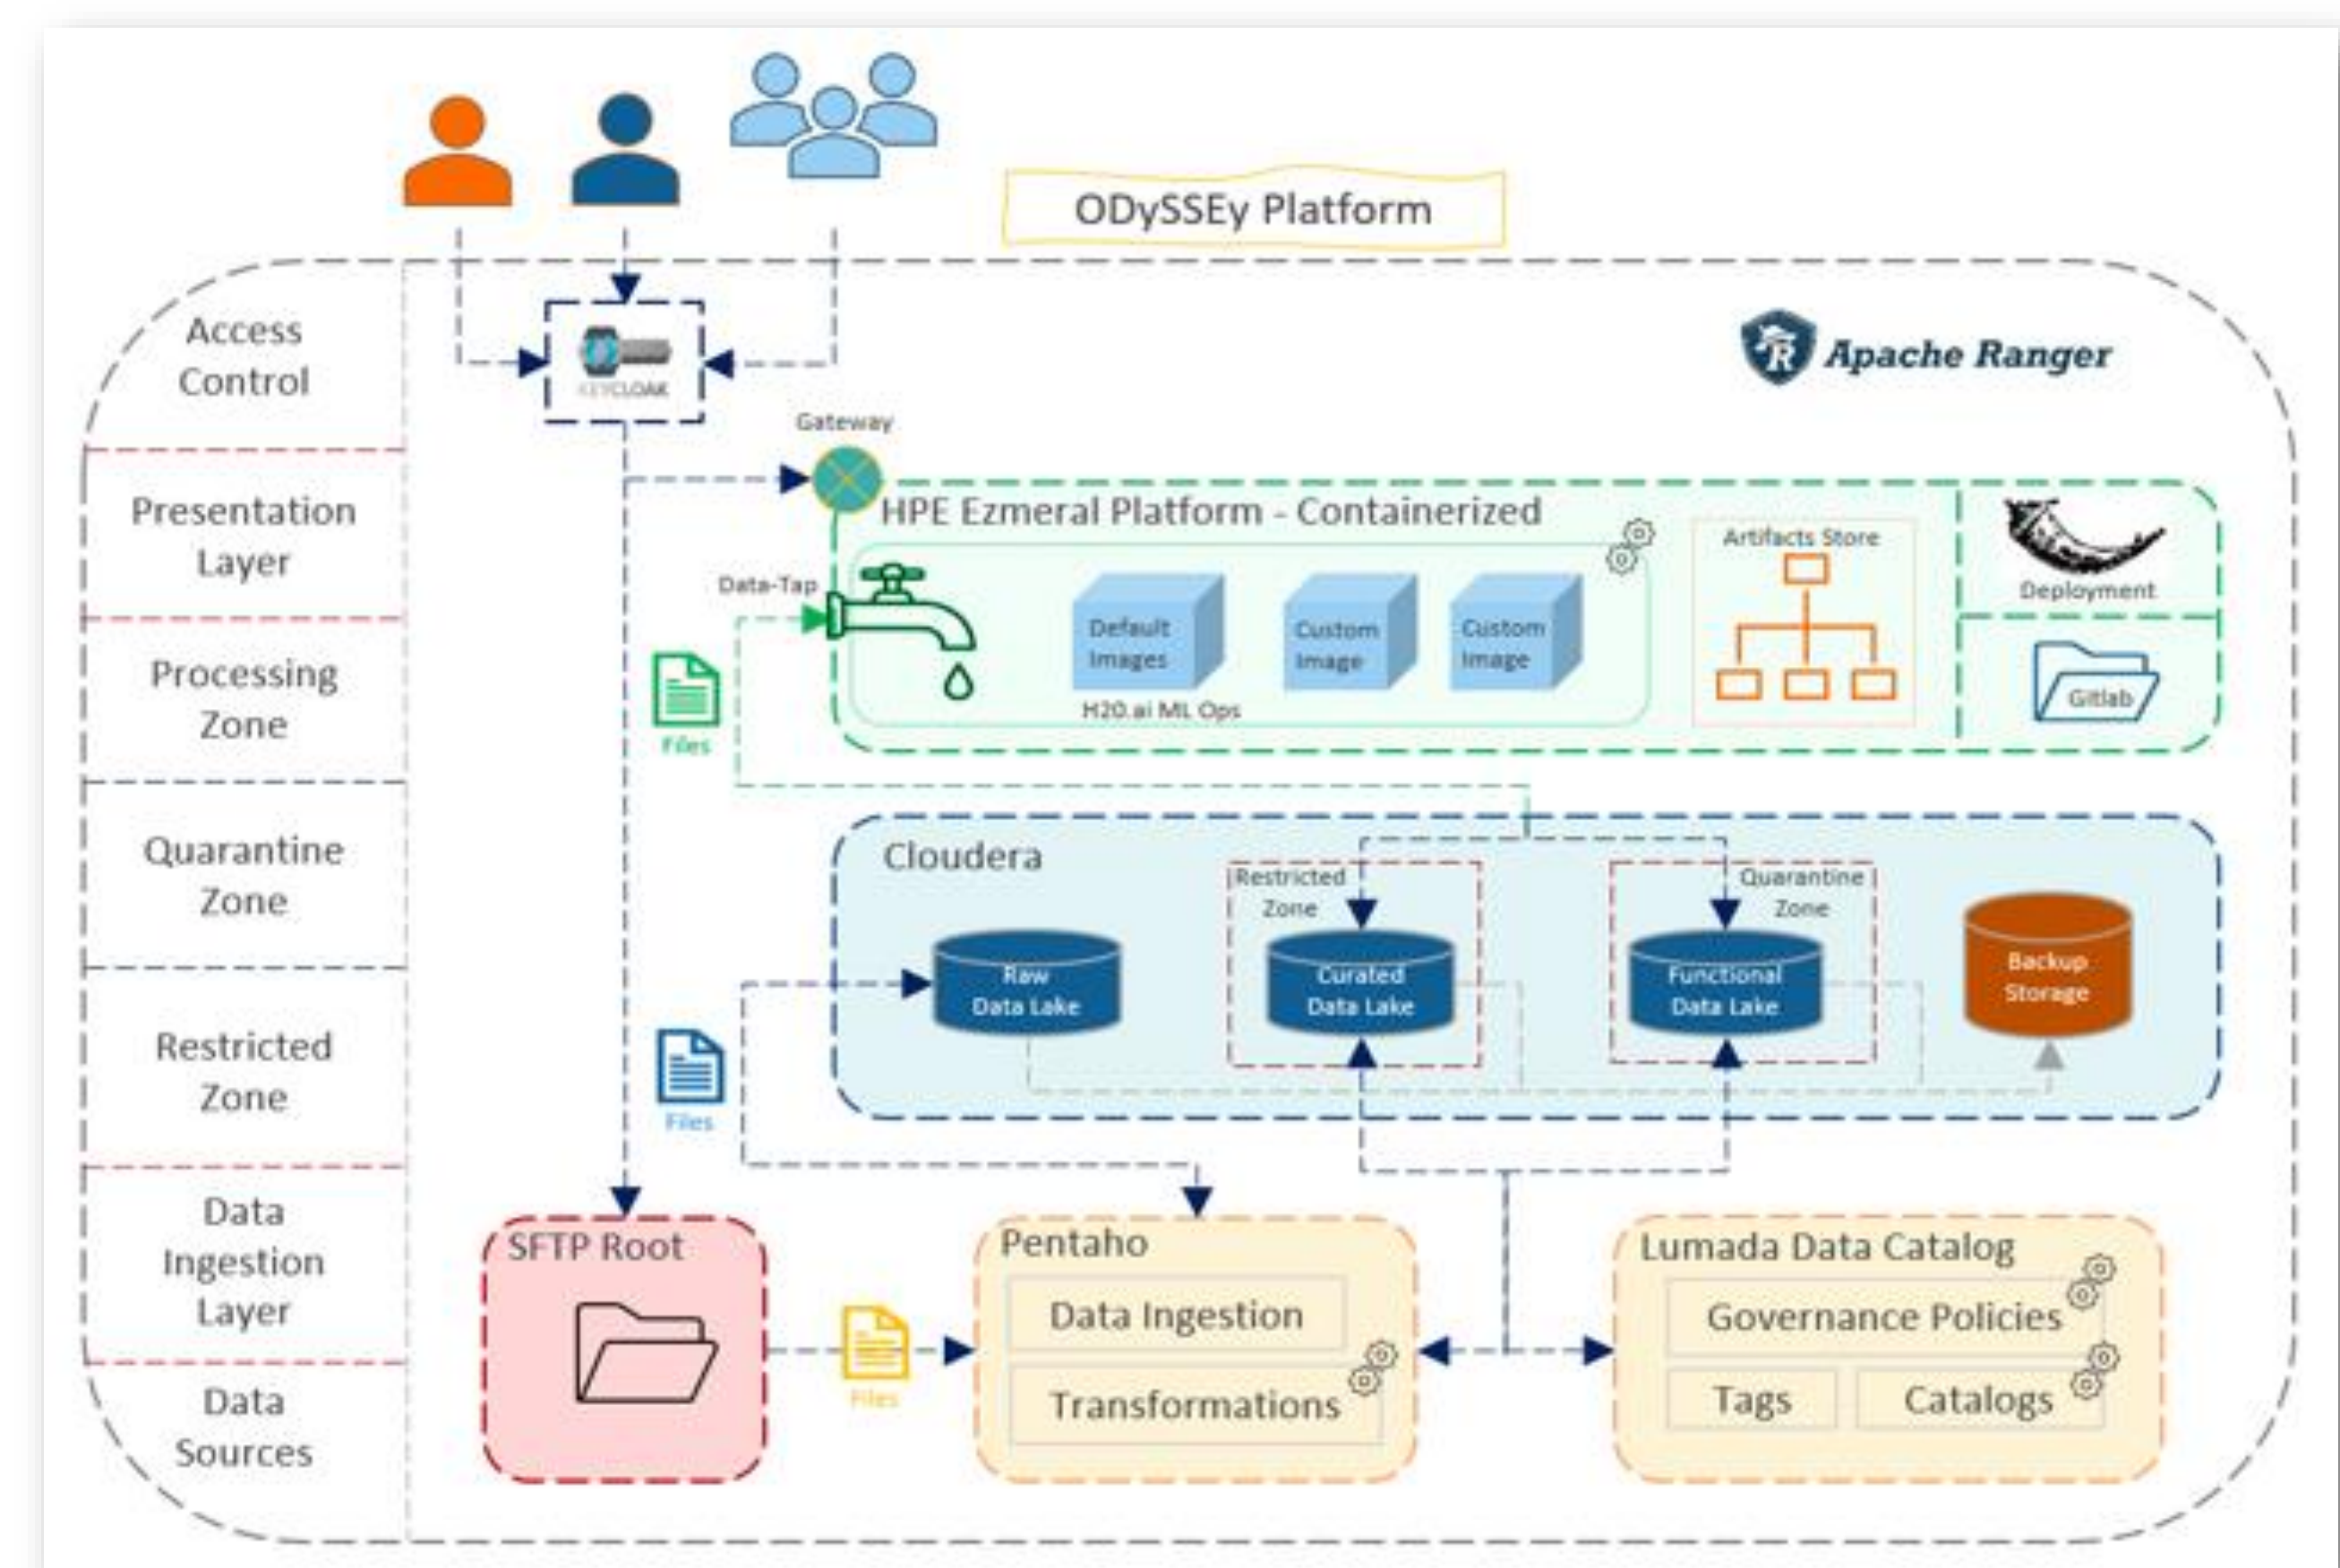 ODySSEy Platform
Access
Control
KEYCLOAK
Apache Ranger
Gateway
Presentation
Layer
HPE Ezmeral Platform - Containerized
Artifacts Store
Deployment
Data-Tap
Default
Images
Custom
Image
Custom
Image
H20.ai ML Ops
Gitlab
Processing
Zone
Files
Quarantine
Zone
Cloudera
Restricted
Zone
Quarantine
Zone
Raw
Data Lake
Curated
Data Lake
Functional
Data Lake
Backup
Storage
Restricted
Zone
Files
Data
Ingestion
Layer
SFTP Root
Pentaho
Data Ingestion
Transformations
Files
Lumada Data Catalog
Governance Policies
Tags
Catalogs
Data
Sources